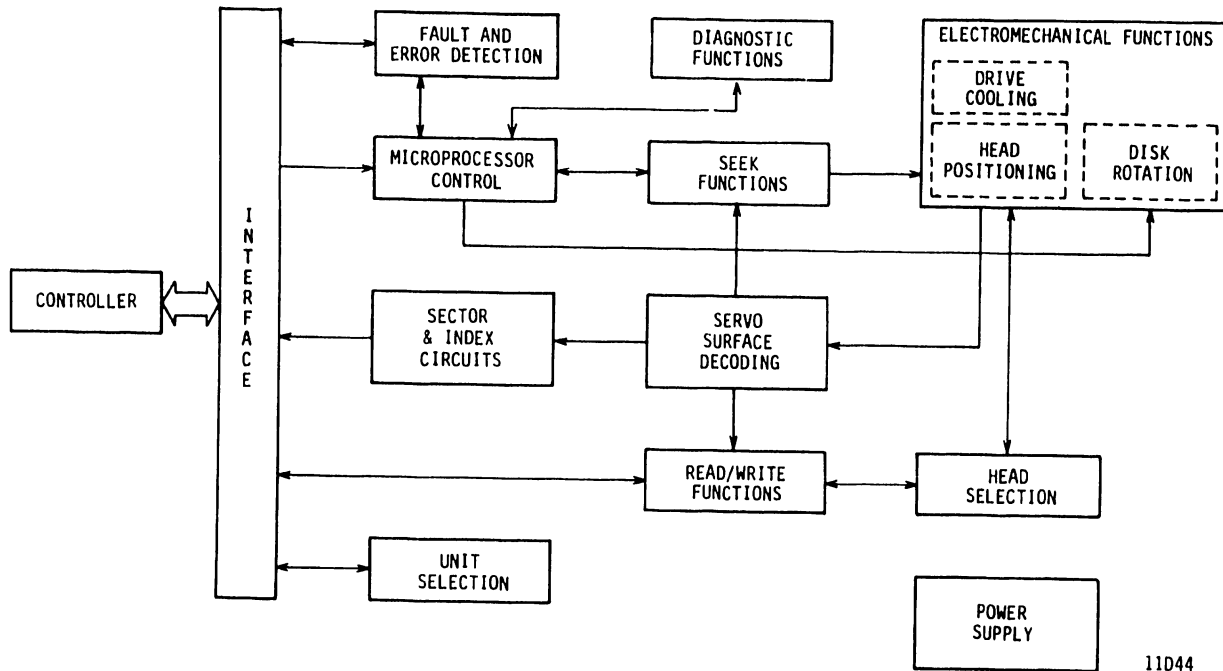 FAULT AND
ERROR DETECTION
DIAGNOSTIC
FUNCTIONS
ELECTROMECHANICAL FUNCTIONS
DRIVE
COOLING
HEAD
POSITIONING
DISK
ROTATION
MICROPROCESSOR
CONTROL
SEEK
FUNCTIONS
INTERFACE
CONTROLLER
SECTOR
& INDEX
CIRCUITS
SERVO
SURFACE
DECODING
READ/WRITE
FUNCTIONS
HEAD
SELECTION
UNIT
SELECTION
POWER
SUPPLY
11D44